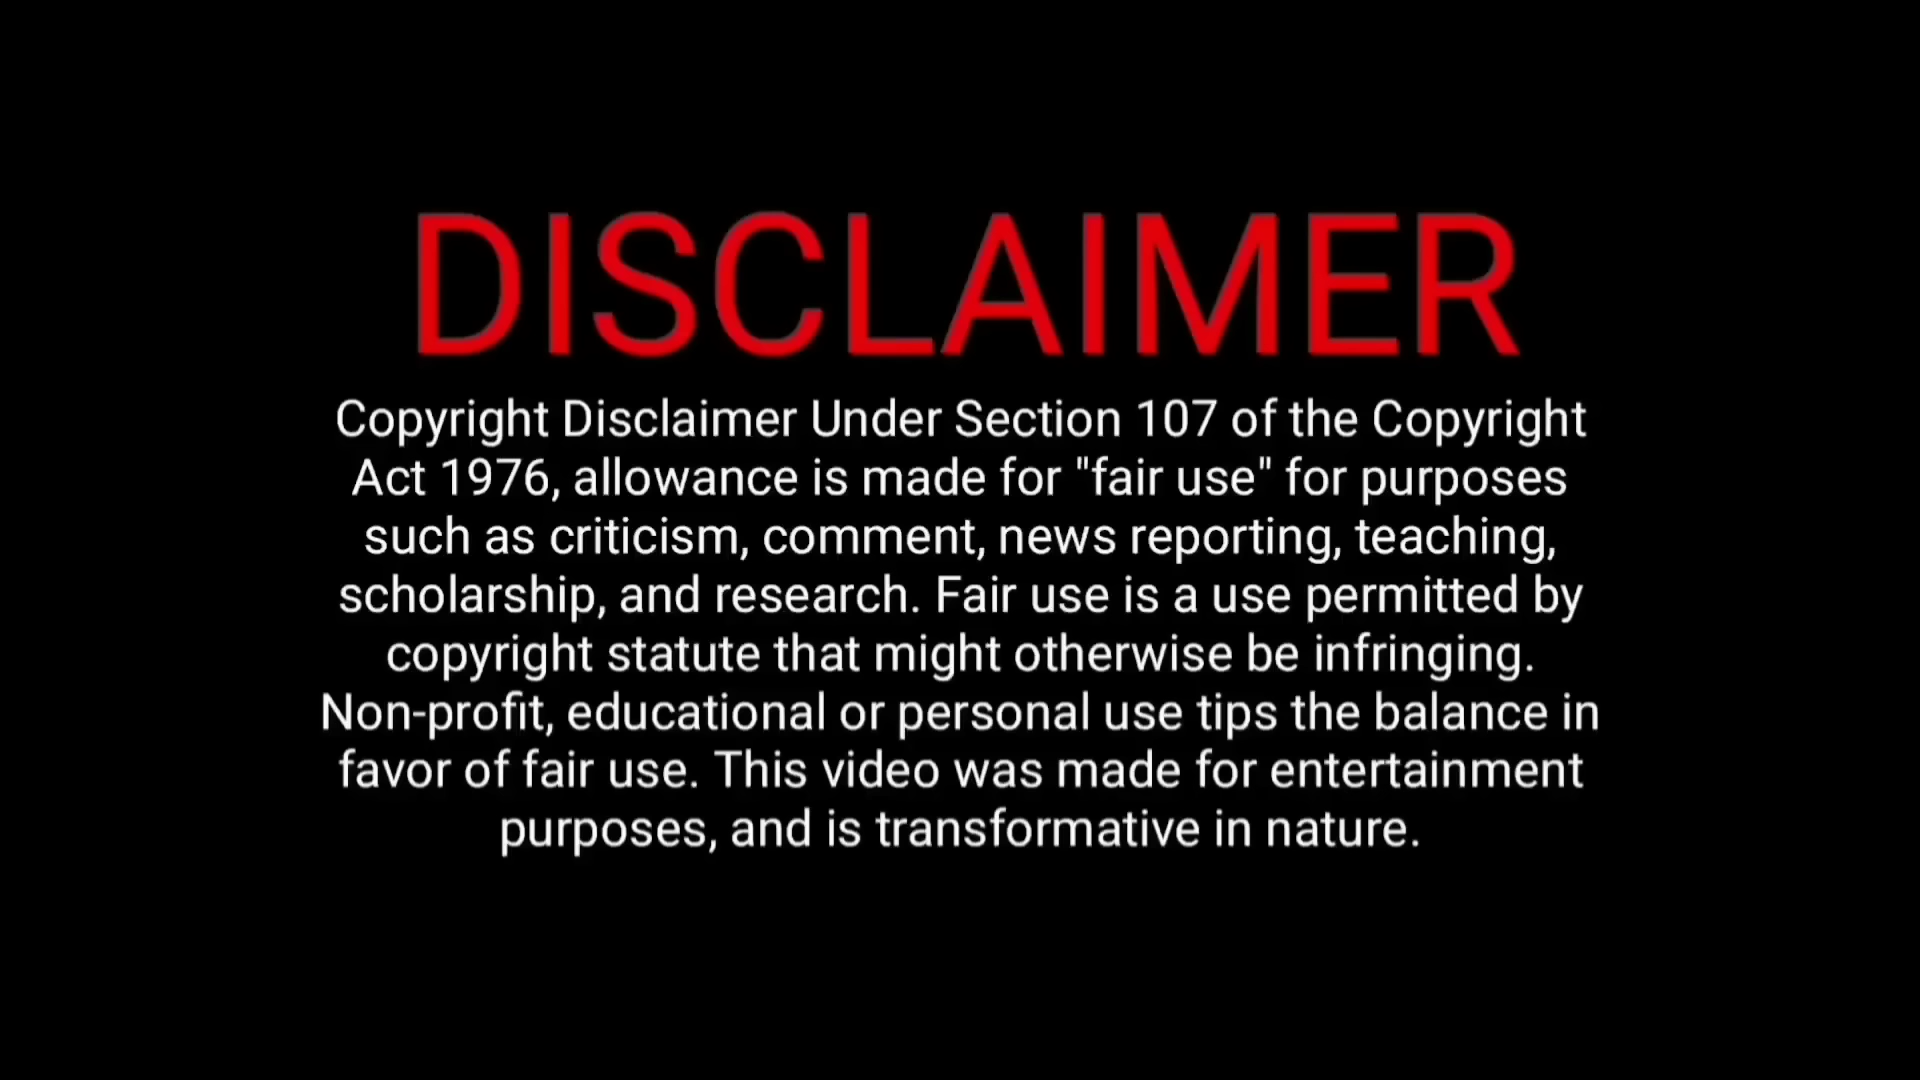 DISCLAIMER
Copyright Disclaimer Under Section 107 of the Copyright
Act 1976, allowance is made for "fair use" for purposes
such as criticism, comment, news reporting, teaching,
scholarship, and research. Fair use is a use permitted by
copyright statute that might otherwise be infringing.
Non-profit, educational or personal use tips the balance in
favor of fair use. This video was made for entertainment
purposes, and is transformative in nature.